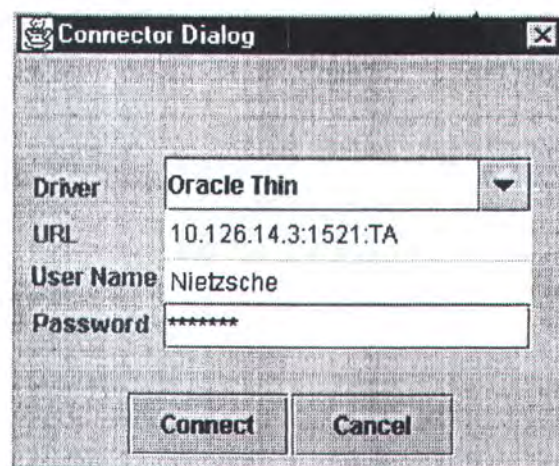 Connector Dialog
Driver Oracle Thin
URL 10.126.14.3:1521:TA
User Name Nietzsche
Password *******
Connect Cancel